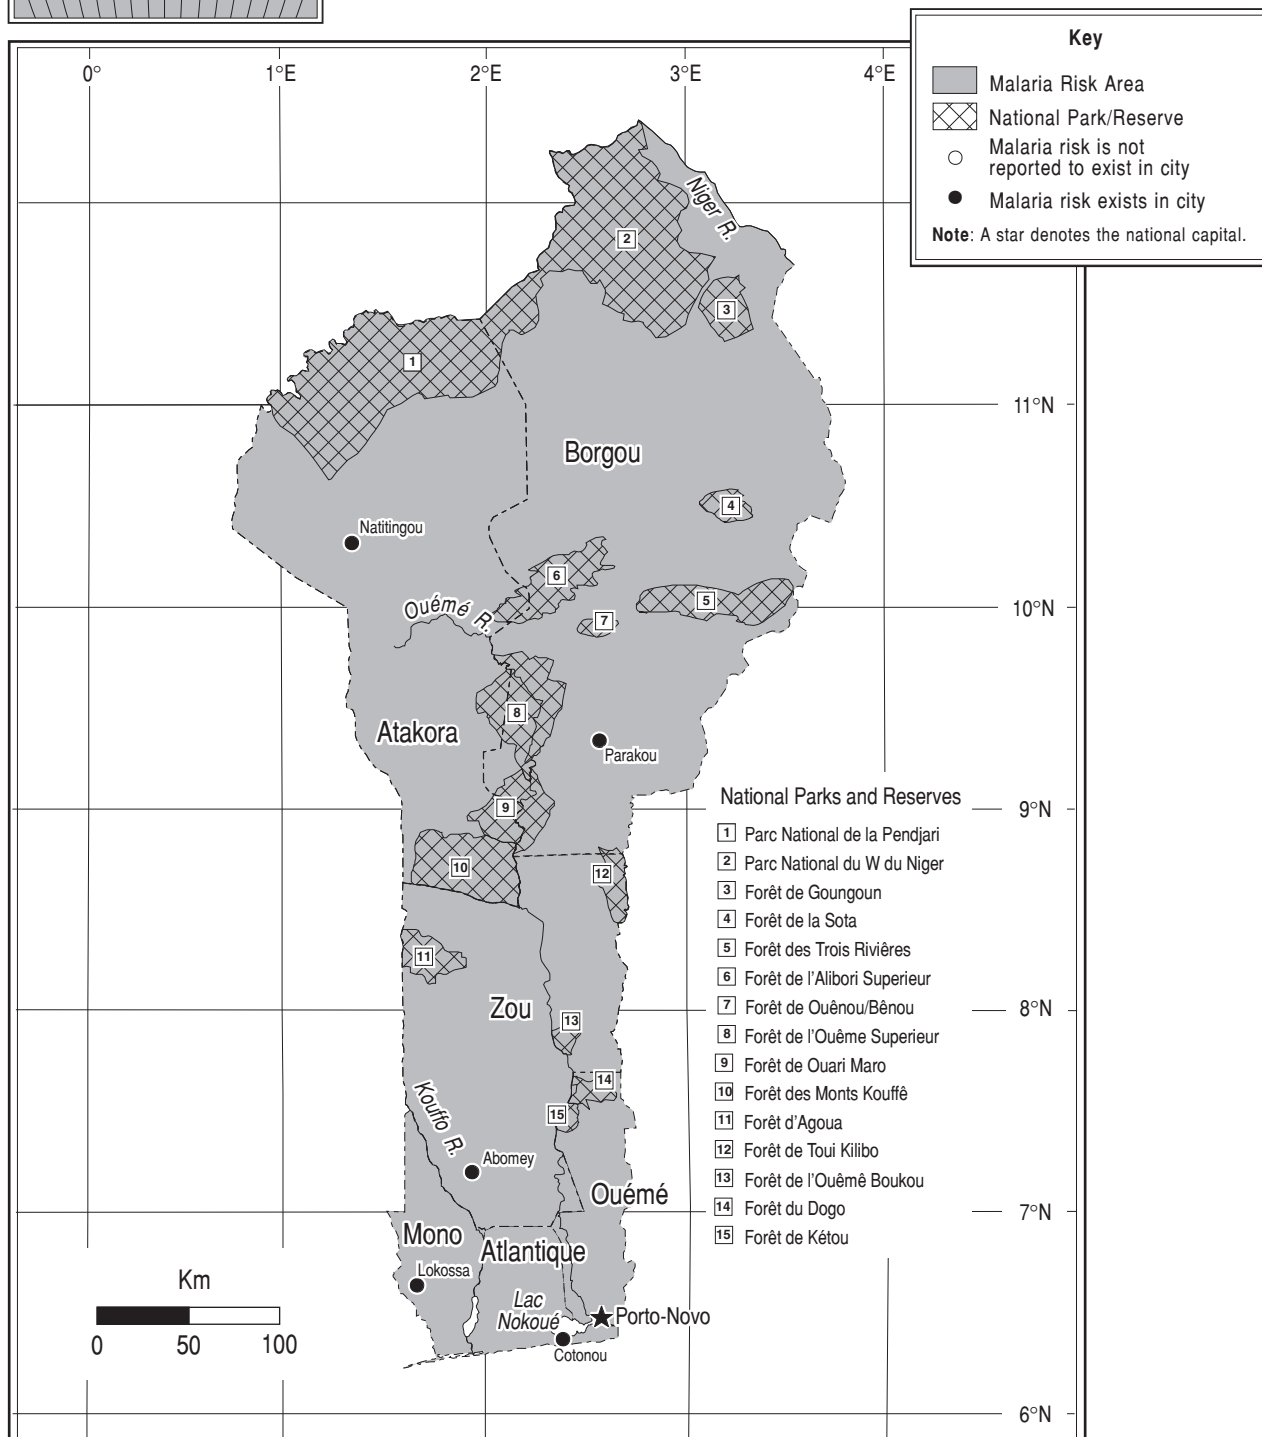 Key
Malaria Risk Area
National Park/Reserve
Malaria risk is not
reported to exist in city
Malaria risk exists in city
Note: A star denotes the national capital.
0°
1°E
2°E
3°E
4°E
Niger R.
2
3
1
11°N
Borgou
4
Natitingou
6
5
Ouémé R.
7
10°N
8
Atakora
Parakou
9
9°N
10
12
11
Zou
8°N
13
14
15
Kouffo R.
Abomey
Ouémé
7°N
Mono
Atlantique
Lokossa
Lac
Nokoué
Porto-Novo
Cotonou
6°N
National Parks and Reserves
1 Parc National de la Pendjari
2 Parc National du W du Niger
3 Forêt de Goungoun
4 Forêt de la Sota
5 Forêt des Trois Rivières
6 Forêt de l'Alibori Superieur
7 Forêt de Ouênou/Bênou
8 Forêt de l'Ouême Superieur
9 Forêt de Ouari Maro
10 Forêt des Monts Kouffê
11 Forêt d'Agoua
12 Forêt de Toui Kilibo
13 Forêt de l'Ouêmê Boukou
14 Forêt du Dogo
15 Forêt de Kétou
Km
0 50 100